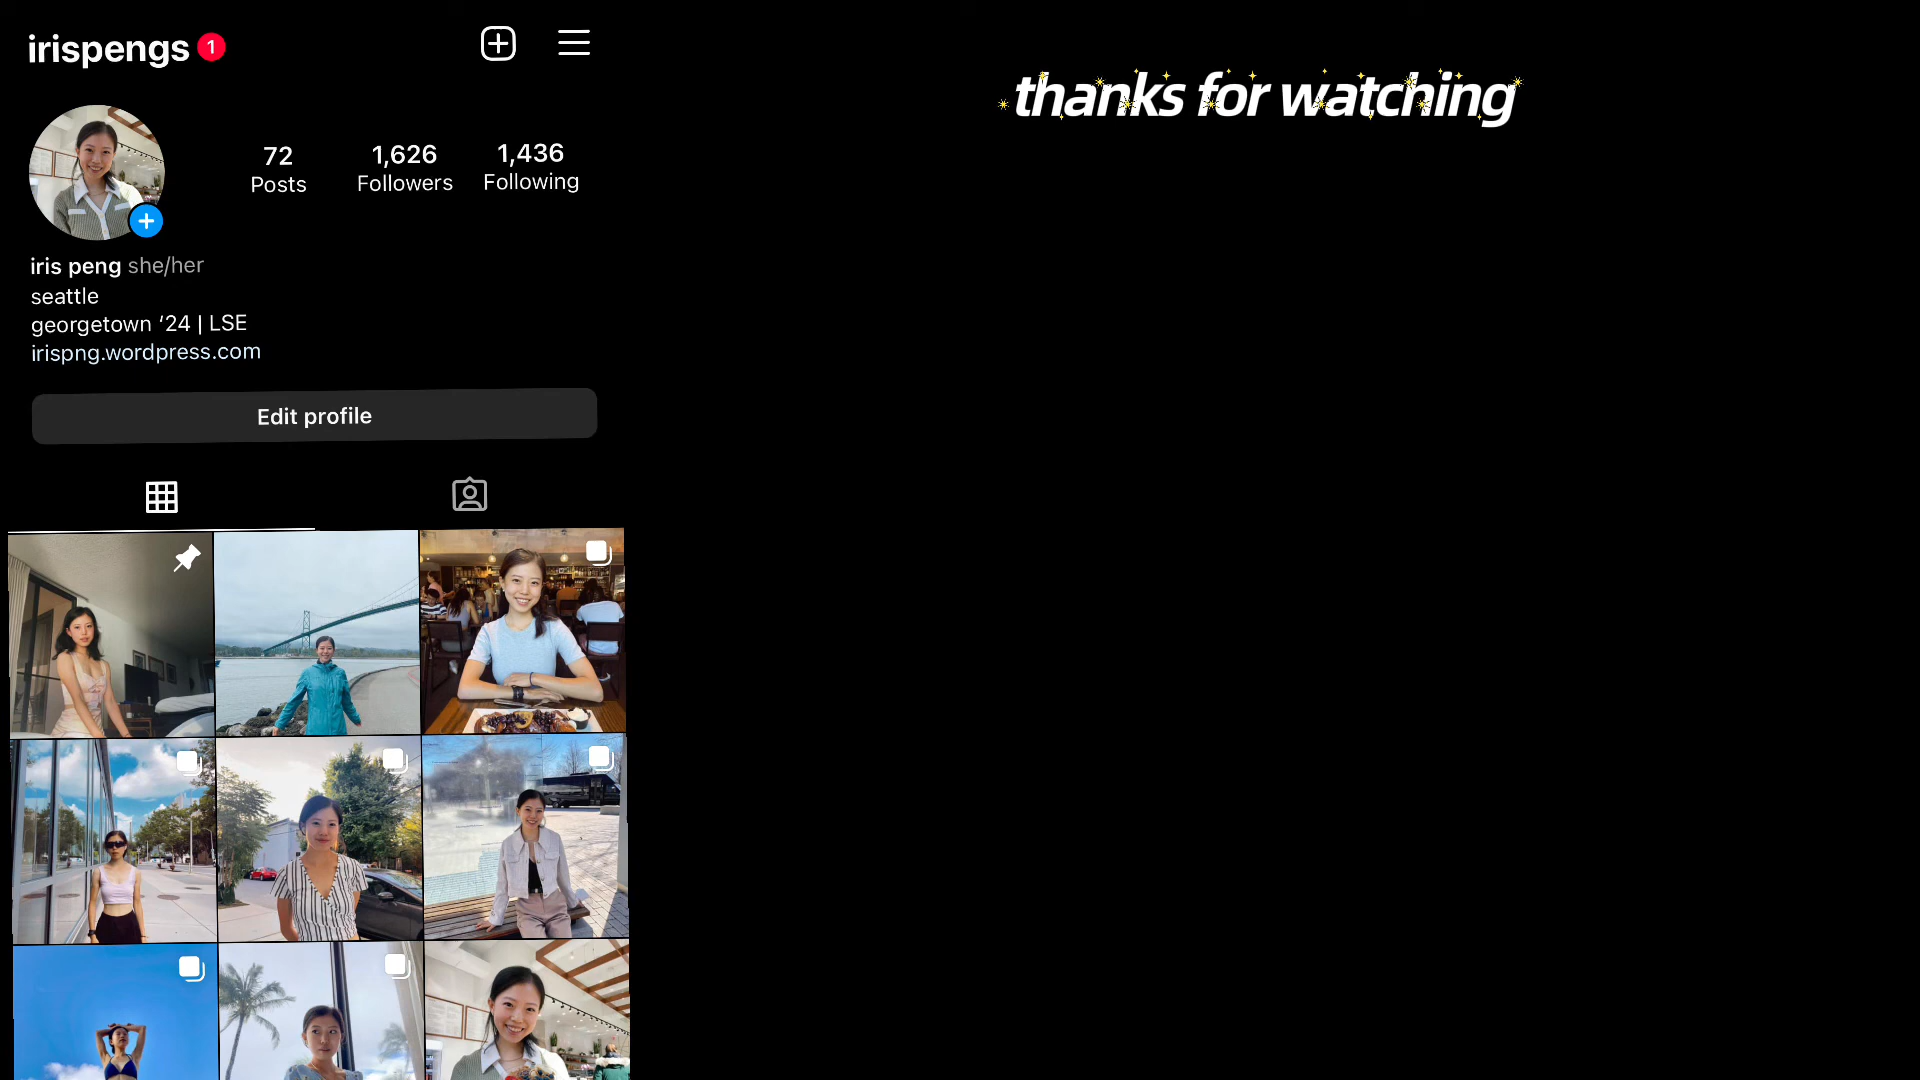 irispengs 1
thanks for watching
72 1,626 1,436
Posts Followers Following
iris peng she/her
seattle
georgetown ‘24 | LSE
irispng.wordpress.com
Edit profile